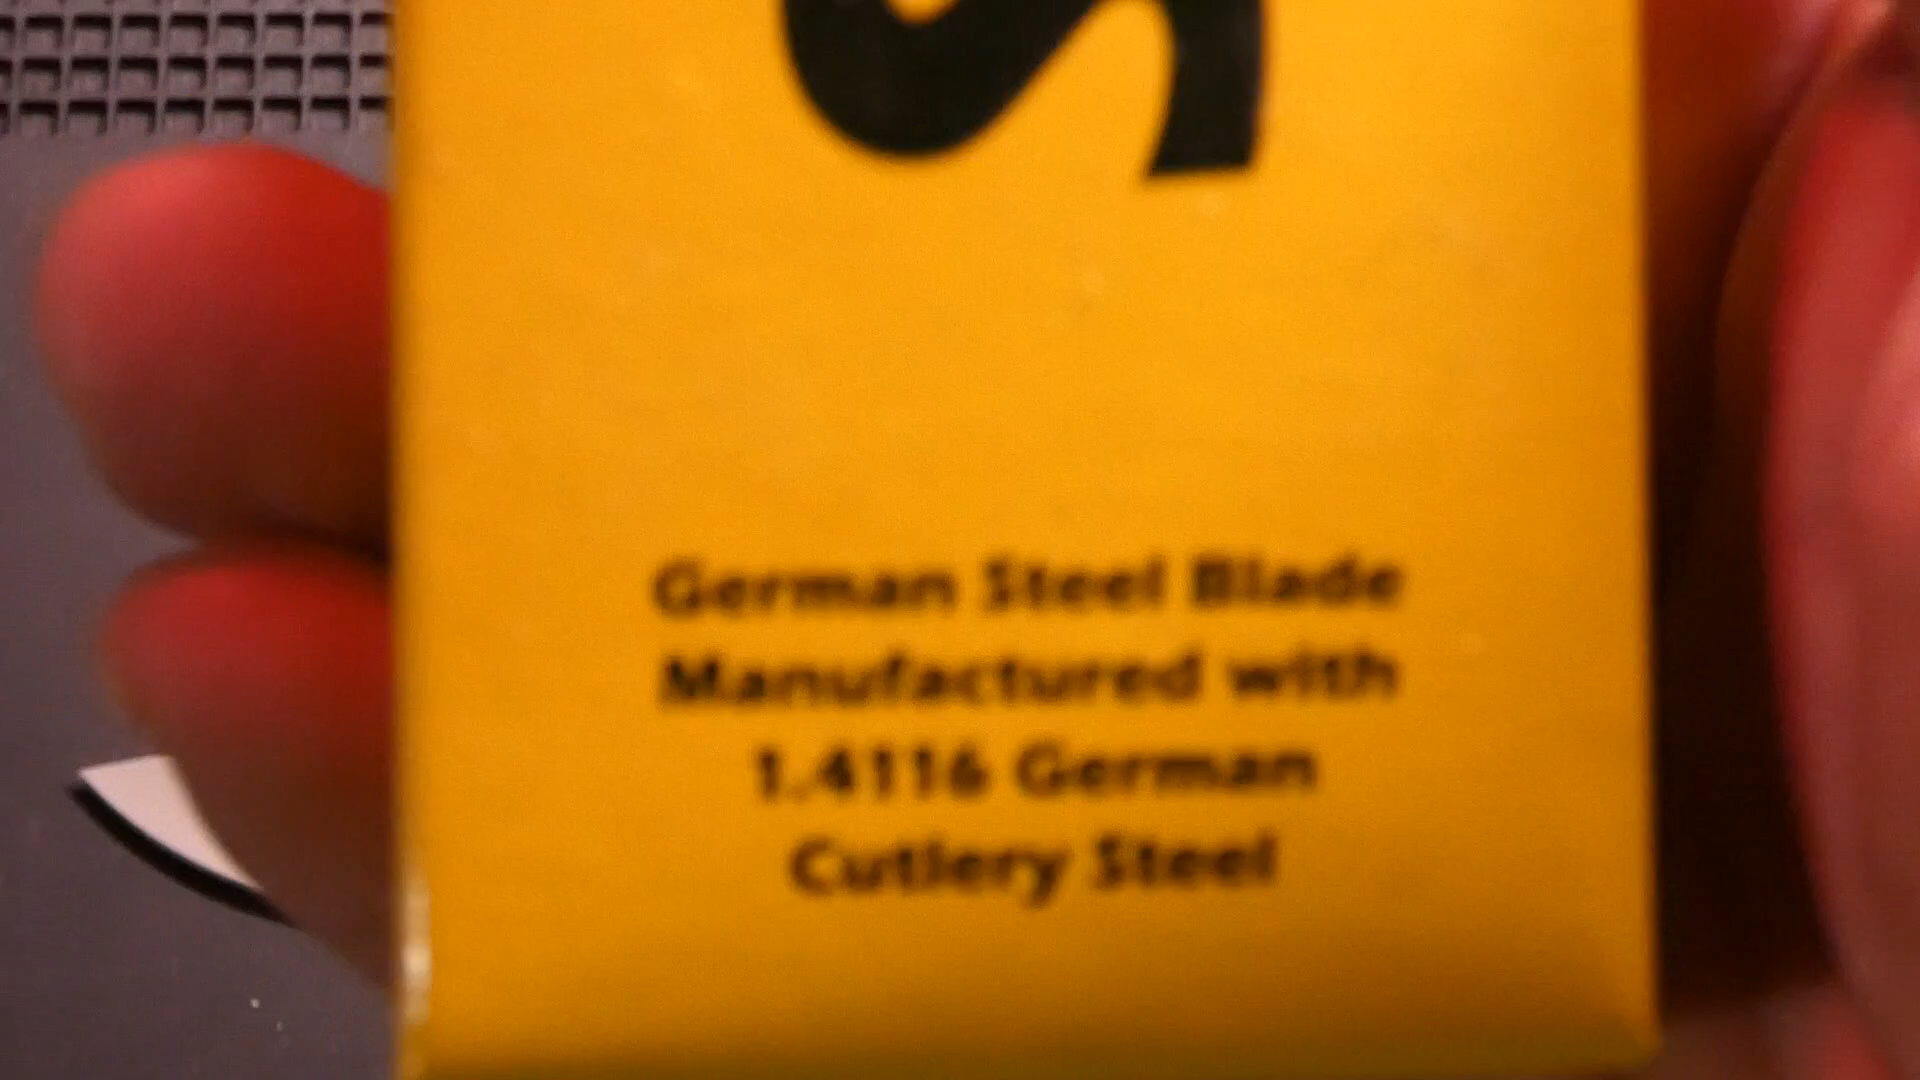 S
German Steel Blade
Manufactured with
1.4116 German
Cutlery Steel